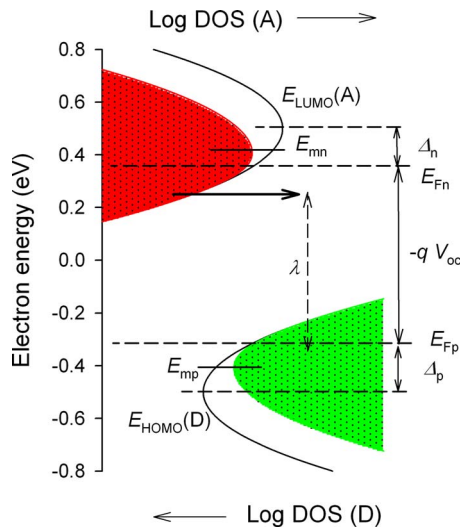 Log DOS (A)
0.8
0.6
0.4
0.2
0.0
-0.2
-0.4
-0.6
-0.8
Electron energy (eV)
E_LUMO(A)
E_mn
Δ_n
E_Fn
λ
-q V_oc
E_Fp
E_mp
Δ_p
E_HOMO(D)
Log DOS (D)